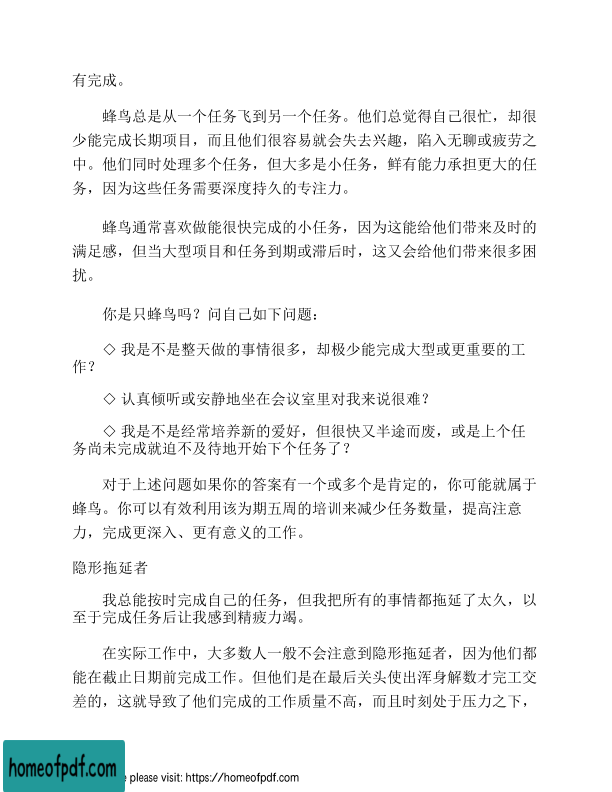 有完成。
蜂鸟总是从一个任务飞到另一个任务。他们总觉得自己很忙，却很
少能完成长期项目，而且他们很容易就会失去兴趣，陷入无聊或疲劳之
中。他们同时处理多个任务，但大多是小任务，鲜有能力承担更大的任
务，因为这些任务需要深度持久的专注力。
蜂鸟通常喜欢做能很快完成的小任务，因为这能给他们带来及时的
满足感，但当大型项目和任务到期或滞后时，这又会给他们带来很多困
扰。
你是只蜂鸟吗？问自己如下问题：
◇ 我是不是整天做的事情很多，却极少能完成大型或更重要的工
作？
◇ 认真倾听或安静地坐在会议室里对我来说很难？
◇ 我是不是经常培养新的爱好，但很快又半途而废，或是上个任
务尚未完成就迫不及待地开始下个任务了？
对于上述问题如果你的答案有一个或多个是肯定的，你可能就属于
蜂鸟。你可以有效利用该为期五周的培训来减少任务数量，提高注意
力，完成更深入、更有意义的工作。
隐形拖延者
我总能按时完成自己的任务，但我把所有的事情都拖延了太久，以
至于完成任务后让我感到精疲力竭。
在实际工作中，大多数人一般不会注意到隐形拖延者，因为他们都
能在截止日期前完成工作。但他们是在最后关头使出浑身解数才完工交
差的，这就导致了他们完成的工作质量不高，而且时刻处于压力之下，
homeofpdf.com
e please visit: https://homeofpdf.com